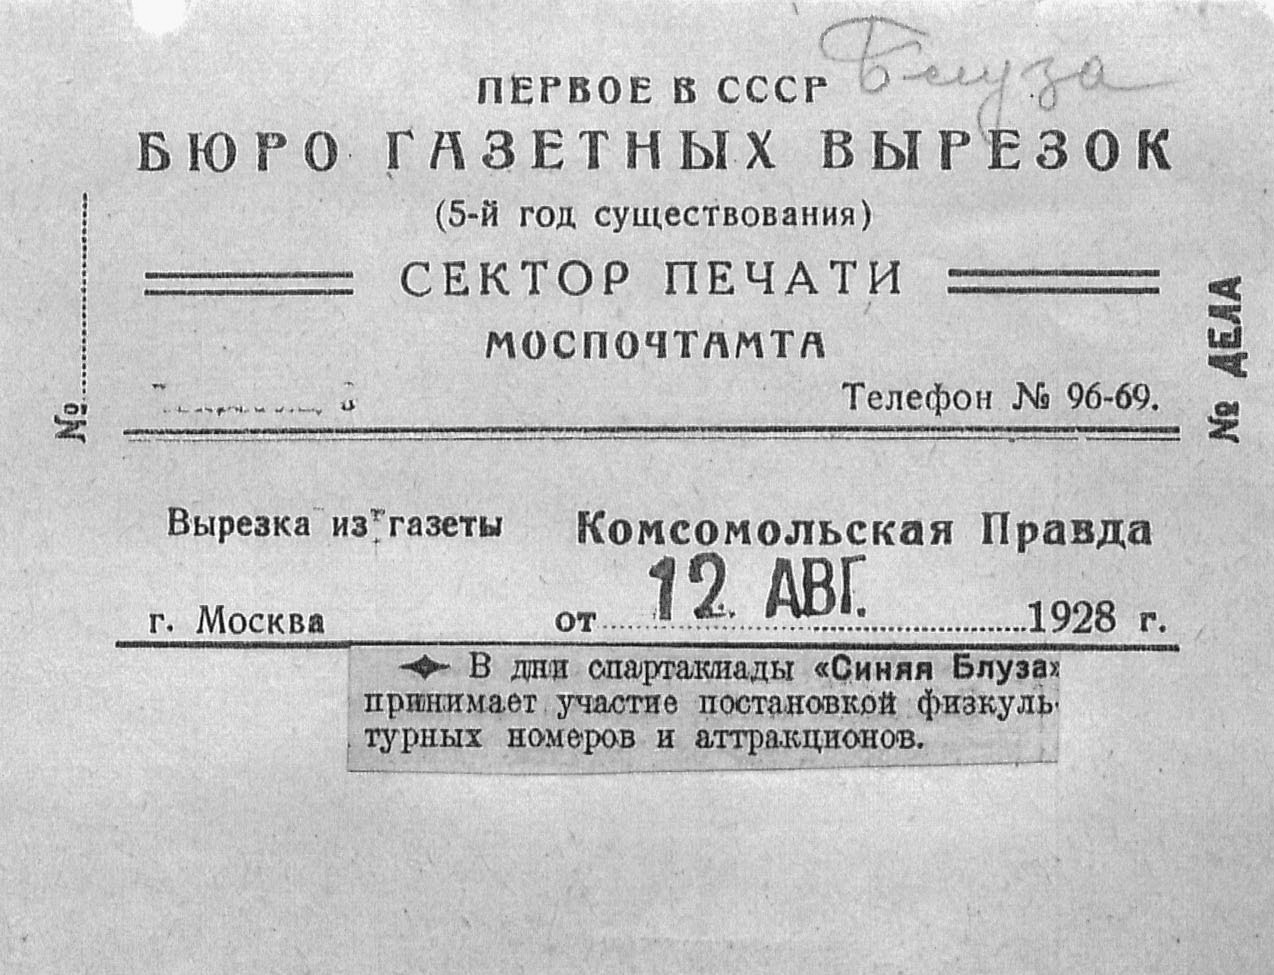 Блуза
ПЕРВОЕ В СССР
БЮРО ГАЗЕТНЫХ ВЫРЕЗОК
(5-й год существования)
СЕКТОР ПЕЧАТИ
МОСПОЧТАМТА
Телефон № 96-69.
№
№ ДЕЛА
Вырезка из газеты Комсомольская Правда
г. Москва от 12 АВГ. 1928 г.
В дни спартакиады «Синяя Блуза»
принимает участие постановкой физкуль-
турных номеров и аттракционов.